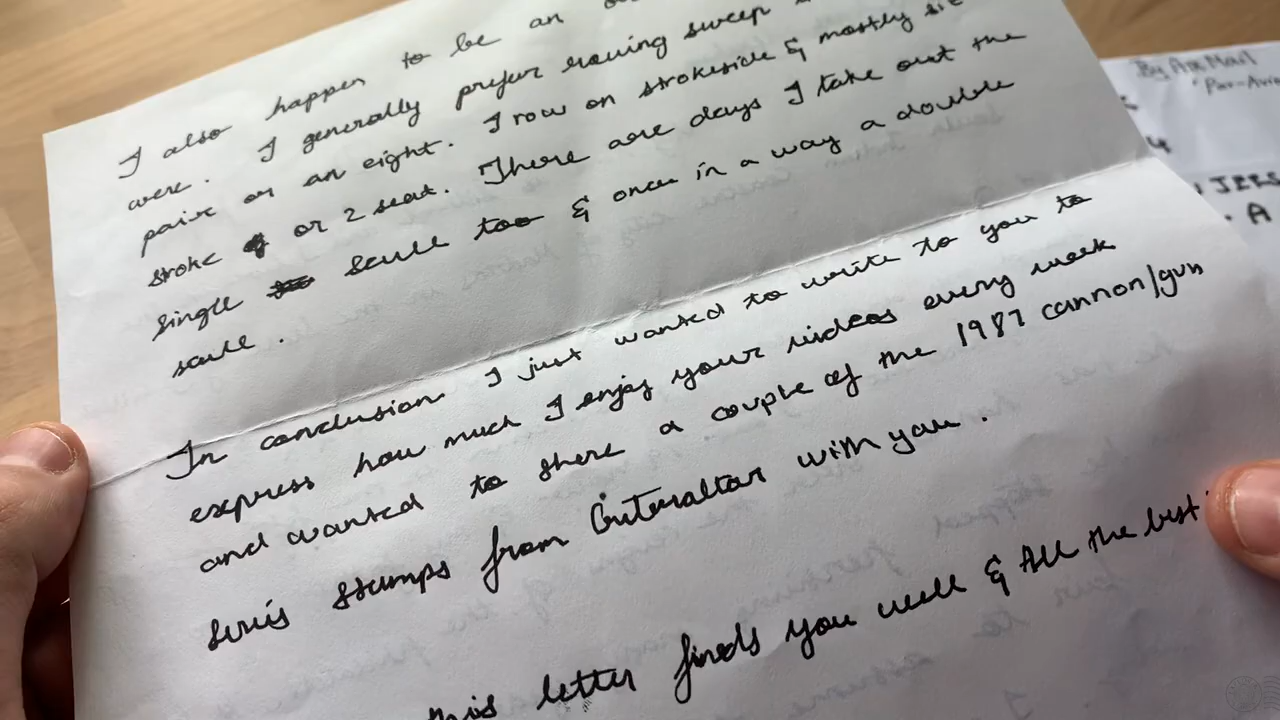 I also happen to be an
were. I generally prefer rowing sweep
pair or an eight. I row on strokeside & mostly
stroke or 2 seat. There are days I take out the
single scull too & once in a way a double
scull.
In conclusion I just wanted to write to you to
express how much I enjoy your videos every week
and wanted to share a couple of the 1987 cannon/gun
series stamps from Gibraltar with you.
this letter finds you well & All the best.
By Air Mail
Par-Avion